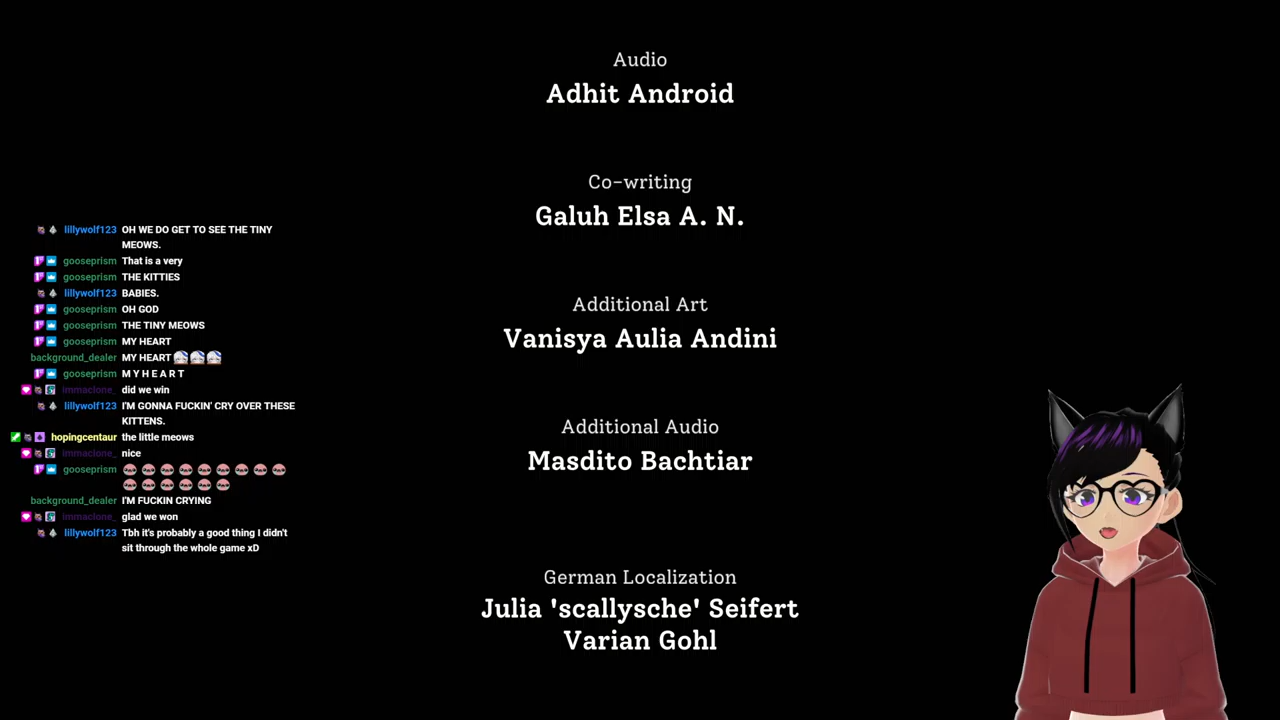 Audio
Adhit Android
Co-writing
Galuh Elsa A. N.
Additional Art
Vanisya Aulia Andini
Additional Audio
Masdito Bachtiar
German Localization
Julia 'scallysche' Seifert
Varian Gohl
lillywolf123 OH WE DO GET TO SEE THE TINY
MEOWS.
gooseprism That is a very
gooseprism THE KITTIES
lillywolf123 BABIES.
gooseprism OH GOD
gooseprism THE TINY MEOWS
gooseprism MY HEART
background_dealer MY HEART
gooseprism M Y H E A R T
immaclone_ did we win
lillywolf123 I'M GONNA FUCKIN' CRY OVER THESE
KITTENS.
hopingcentaur the little meows
immaclone_ nice
gooseprism
background_dealer I'M FUCKIN CRYING
immaclone_ glad we won
lillywolf123 Tbh it's probably a good thing I didn't
sit through the whole game xD